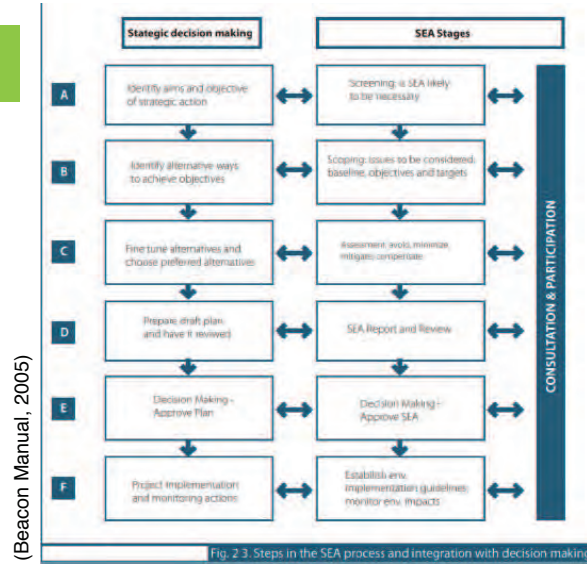 Stategic decision making
SEA Stages
A
Identify aims and objective
of strategic action
Screening: is SEA likely
to be necessary
B
Identify alternative ways
to achieve objectives
Scoping: issues to be considered,
baseline, objectives and targets
C
Fine tune alternatives and
choose preferred alternatives
Assessment: avoid, minimize,
mitigate, compensate
D
Prepare draft plan
and have it reviwed
SEA Report and Review
E
Decision Making -
Approve Plan
Decision Making -
Approve SEA
F
Project Implementation
and monitoring actions
Establish env.
Implementation guidelines,
monitor env. impacts
CONSULTATION & PARTICIPATION
(Beacon Manual, 2005)
Fig. 2 3. Steps in the SEA process and integration with decision making